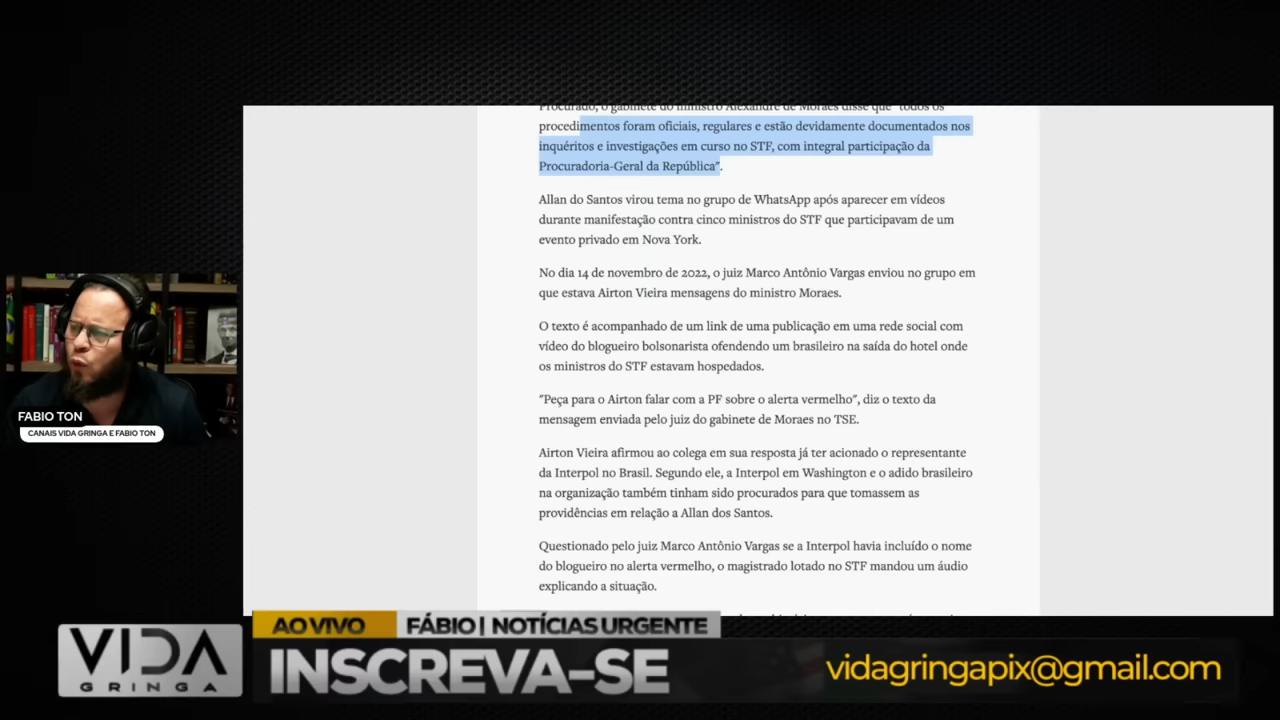 Procurado, o gabinete do ministro Alexandre de Moraes disse que "todos os
procedimentos foram oficiais, regulares e estão devidamente documentados nos
inquéritos e investigações em curso no STF, com integral participação da
Procuradoria-Geral da República".
Allan do Santos virou tema no grupo de WhatsApp após aparecer em vídeos
durante manifestação contra cinco ministros do STF que participavam de um
evento privado em Nova York.
No dia 14 de novembro de 2022, o juiz Marco Antônio Vargas enviou no grupo em
que estava Airton Vieira mensagens do ministro Moraes.
O texto é acompanhado de um link de uma publicação em uma rede social com
vídeo do blogueiro bolsonarista ofendendo um brasileiro na saída do hotel onde
os ministros do STF estavam hospedados.
"Peça para o Airton falar com a PF sobre o alerta vermelho", diz o texto da
mensagem enviada pelo juiz do gabinete de Moraes no TSE.
Airton Vieira afirmou ao colega em sua resposta já ter acionado o representante
da Interpol no Brasil. Segundo ele, a Interpol em Washington e o adido brasileiro
na organização também tinham sido procurados para que tomassem as
providências em relação a Allan dos Santos.
Questionado pelo juiz Marco Antônio Vargas se a Interpol havia incluído o nome
do blogueiro no alerta vermelho, o magistrado lotado no STF mandou um áudio
explicando a situação.
FABIO TON
CANAIS VIDA GRINGA E FABIO TON
AO VIVO
FÁBIO | NOTÍCIAS URGENTE
VIDA
GRINGA
INSCREVA-SE
vidagringapix@gmail.com